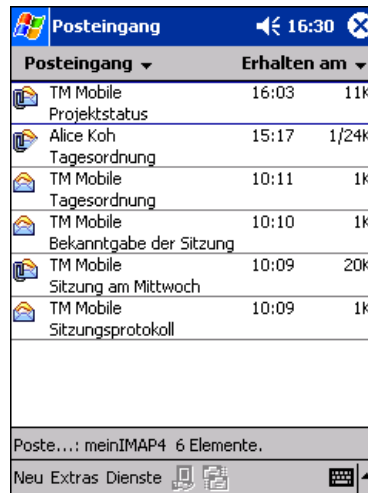 Posteingang 16:30
Posteingang Erhalten am
TM Mobile 16:03 11K
Projektstatus
Alice Koh 15:17 1/24K
Tagesordnung
TM Mobile 10:11 1K
Tagesordnung
TM Mobile 10:10 1K
Bekanntgabe der Sitzung
TM Mobile 10:09 20K
Sitzung am Mittwoch
TM Mobile 10:09 1K
Sitzungsprotokoll
Poste...: meinIMAP4 6 Elemente.
Neu Extras Dienste